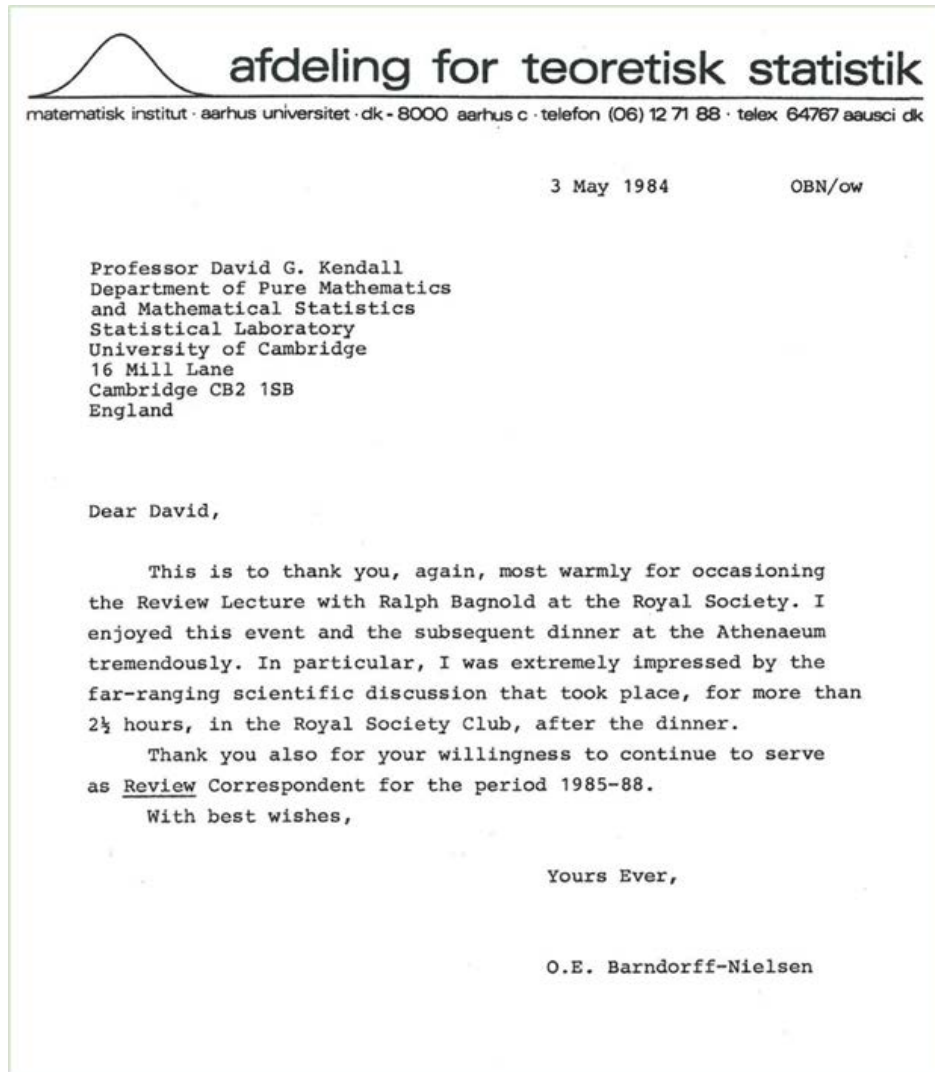 afdeling for teoretisk statistik
matematisk institut · aarhus universitet · dk - 8000 aarhus c · telefon (06) 12 71 88 · telex 64767 aausci dk
3 May 1984 OBN/ow
Professor David G. Kendall
Department of Pure Mathematics
and Mathematical Statistics
Statistical Laboratory
University of Cambridge
16 Mill Lane
Cambridge CB2 1SB
England
Dear David,
This is to thank you, again, most warmly for occasioning
the Review Lecture with Ralph Bagnold at the Royal Society. I
enjoyed this event and the subsequent dinner at the Athenaeum
tremendously. In particular, I was extremely impressed by the
far-ranging scientific discussion that took place, for more than
2½ hours, in the Royal Society Club, after the dinner.
Thank you also for your willingness to continue to serve
as Review Correspondent for the period 1985-88.
With best wishes,
Yours Ever,
O.E. Barndorff-Nielsen